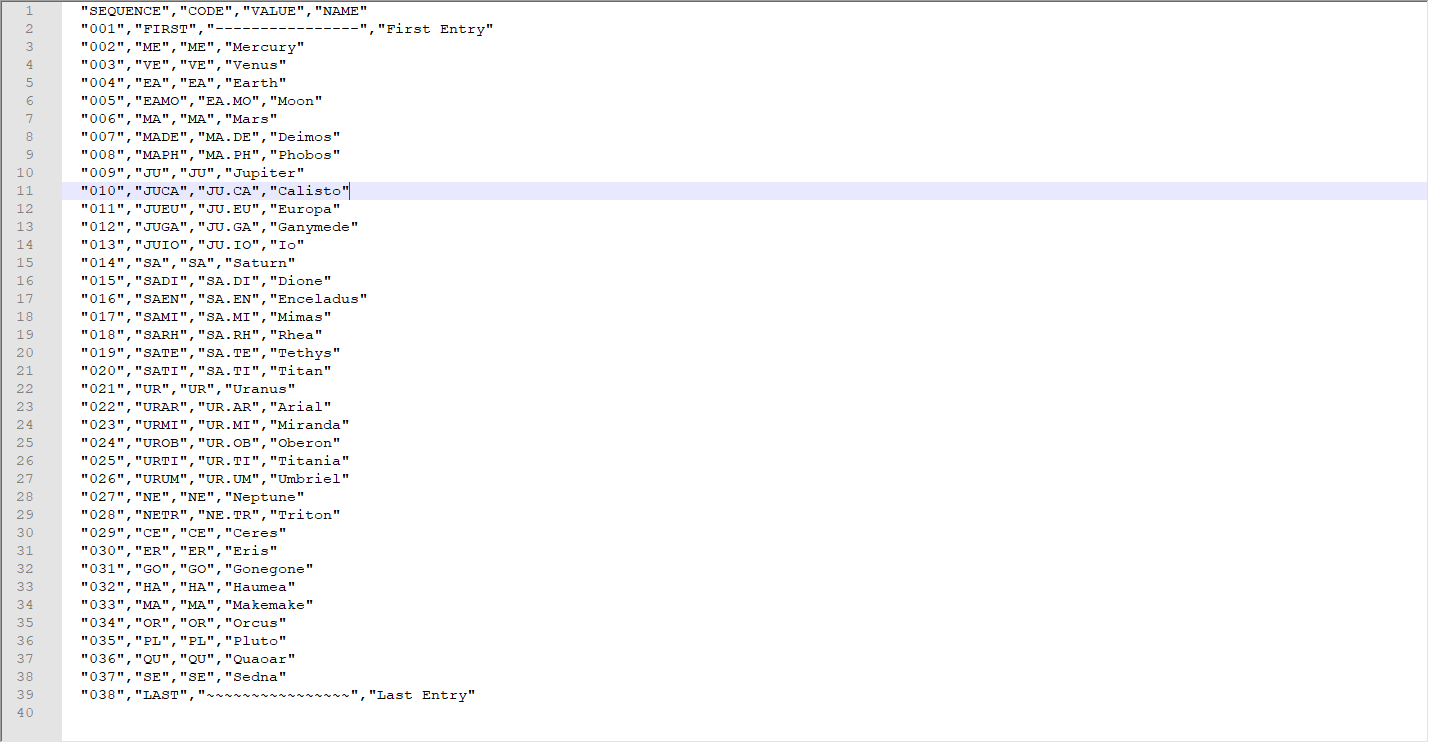 1 "SEQUENCE","CODE","VALUE","NAME"
2 "001","FIRST","----------------","First Entry"
3 "002","ME","ME","Mercury"
4 "003","VE","VE","Venus"
5 "004","EA","EA","Earth"
6 "005","EAMO","EA.MO","Moon"
7 "006","MA","MA","Mars"
8 "007","MADE","MA.DE","Deimos"
9 "008","MAPH","MA.PH","Phobos"
10 "009","JU","JU","Jupiter"
11 "010","JUCA","JU.CA","Calisto"
12 "011","JUEU","JU.EU","Europa"
13 "012","JUGA","JU.GA","Ganymede"
14 "013","JUIO","JU.IO","Io"
15 "014","SA","SA","Saturn"
16 "015","SADI","SA.DI","Dione"
17 "016","SAEN","SA.EN","Enceladus"
18 "017","SAMI","SA.MI","Mimas"
19 "018","SARH","SA.RH","Rhea"
20 "019","SATE","SA.TE","Tethys"
21 "020","SATI","SA.TI","Titan"
22 "021","UR","UR","Uranus"
23 "022","URAR","UR.AR","Arial"
24 "023","URMI","UR.MI","Miranda"
25 "024","UROB","UR.OB","Oberon"
26 "025","URTI","UR.TI","Titania"
27 "026","URUM","UR.UM","Umbriel"
28 "027","NE","NE","Neptune"
29 "028","NETR","NE.TR","Triton"
30 "029","CE","CE","Ceres"
31 "030","ER","ER","Eris"
32 "031","GO","GO","Gonegone"
33 "032","HA","HA","Haumea"
34 "033","MA","MA","Makemake"
35 "034","OR","OR","Orcus"
36 "035","PL","PL","Pluto"
37 "036","QU","QU","Quaoar"
38 "037","SE","SE","Sedna"
39 "038","LAST","~~~~~~~~~~~~~~~~","Last Entry"
40